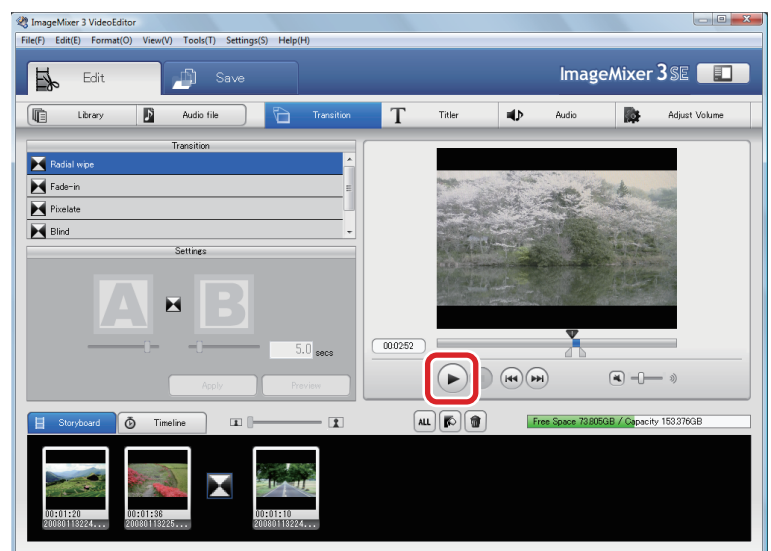 ImageMixer 3 VideoEditor
File(F) Edit(E) Format(O) View(V) Tools(T) Settings(S) Help(H)
Edit
Save
ImageMixer 3 SE
Library
Audio file
Transition
T
Titler
Audio
Adjust Volume
Transition
Radial wipe
Fade-in
Pixelate
Blind
Settings
A
B
5.0 secs
Apply
Preview
00:02:52
Storyboard
Timeline
ALL
Free Space 73.805GB / Capacity 153.376GB
00:01:20
20080113224...
00:01:36
20080113225...
00:01:10
20080113224...